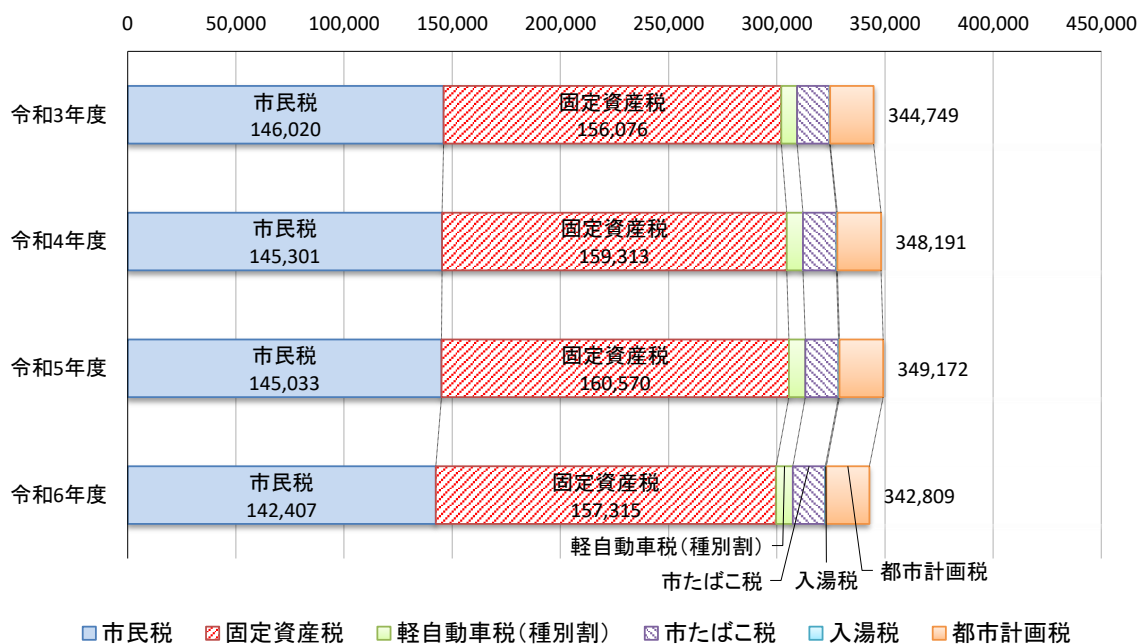 0 50,000 100,000 150,000 200,000 250,000 300,000 350,000 400,000 450,000
令和3年度
市民税
146,020
固定資産税
156,076
344,749
令和4年度
市民税
145,301
固定資産税
159,313
348,191
令和5年度
市民税
145,033
固定資産税
160,570
349,172
令和6年度
市民税
142,407
固定資産税
157,315
342,809
軽自動車税(種別割)
市たばこ税
入湯税
都市計画税
市民税 固定資産税 軽自動車税(種別割) 市たばこ税 入湯税 都市計画税